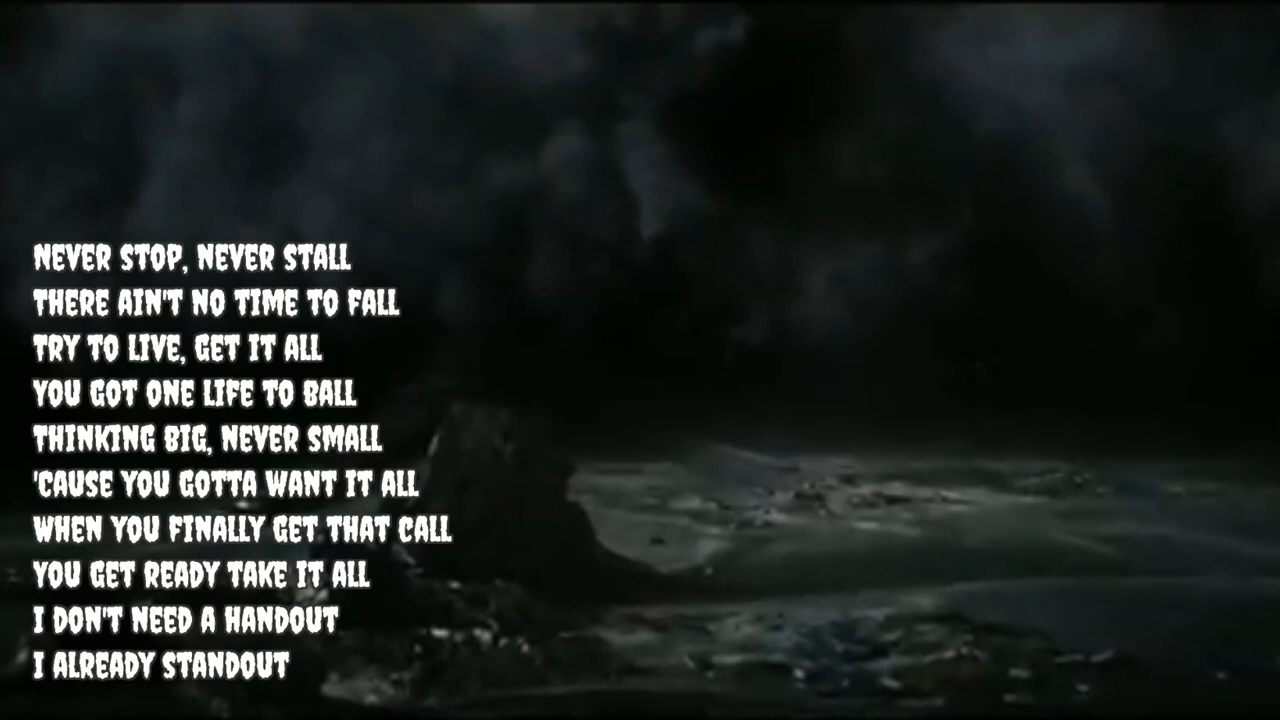 NEVER STOP, NEVER STALL
THERE AIN'T NO TIME TO FALL
TRY TO LIVE, GET IT ALL
YOU GOT ONE LIFE TO BALL
THINKING BIG, NEVER SMALL
'CAUSE YOU GOTTA WANT IT ALL
WHEN YOU FINALLY GET THAT CALL
YOU GET READY TAKE IT ALL
I DON'T NEED A HANDOUT
I ALREADY STANDOUT